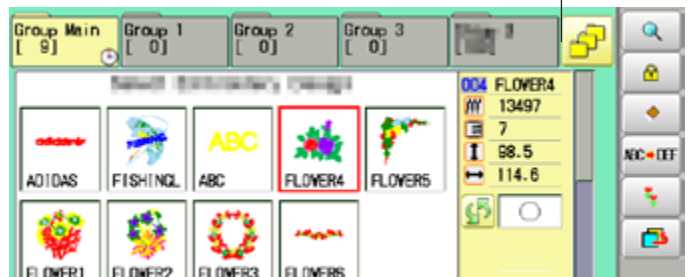 Group Main
[ 9]
Group 1
[ 0]
Group 2
[ 0]
Group 3
[ 0]
004 FLOWER4
13497
7
98.5
114.6
ABC
ADIDAS
FISHINGL
ABC
FLOWER4
FLOWER5
FLOWER1
FLOWER2
FLOWER3
FLOWER6
ABC DEF